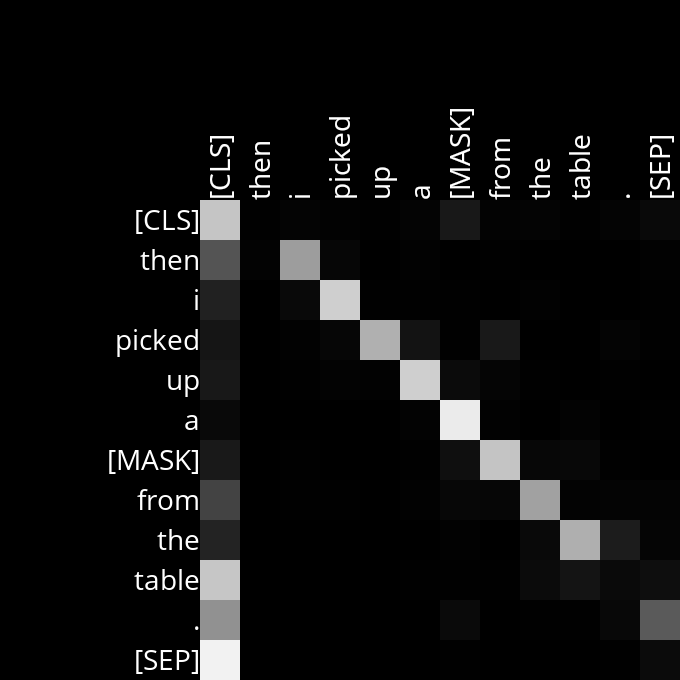 [CLS] then i picked up a [MASK] from the table . [SEP]
[CLS]
then
i
picked
up
a
[MASK]
from
the
table
.
[SEP]